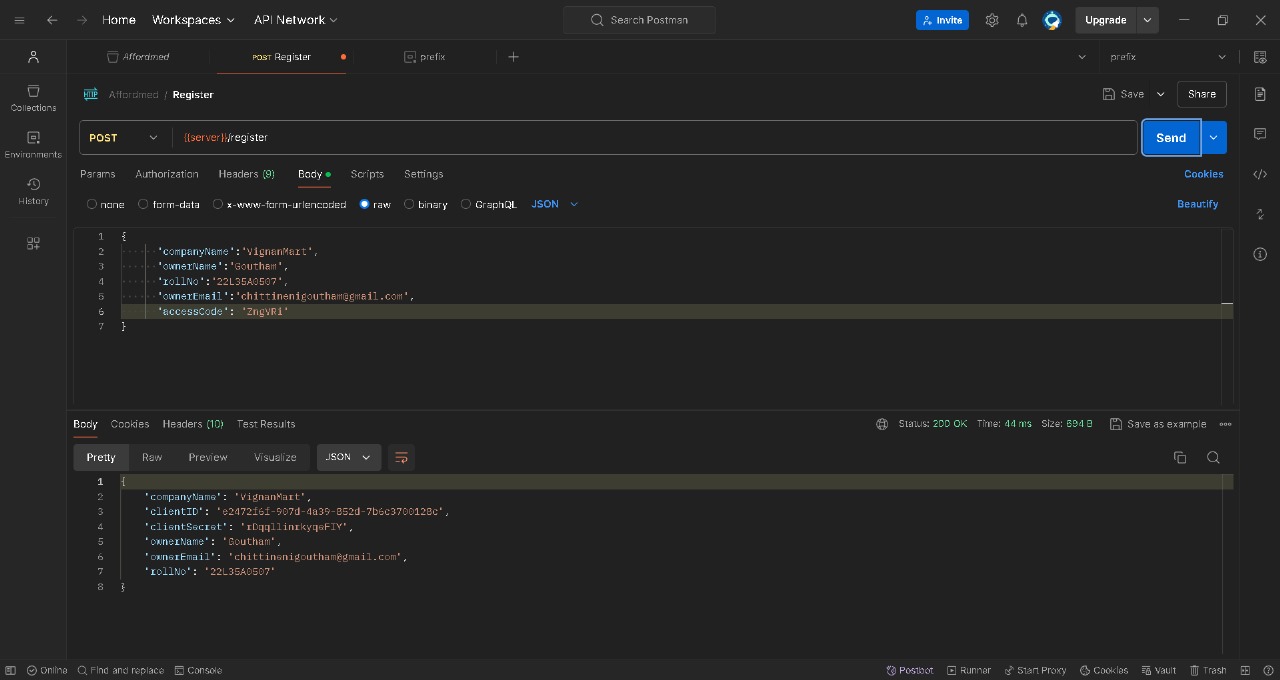 Home Workspaces API Network Search Postman Invite Upgrade
Affordmed POST Register prefix prefix
HTTP Affordmed / Register Save Share
POST {{server}}/register Send
Params Authorization Headers (9) Body Scripts Settings Cookies
none form-data x-www-form-urlencoded raw binary GraphQL JSON Beautify
Collections
Environments
History
1 {
2 "companyName":"VignanMart",
3 "ownerName":"Goutham",
4 "rollNo":"22L35A0507",
5 "ownerEmail":"chittinenigoutham@gmail.com",
6 "accessCode": "ZngVRi"
7 }
Body Cookies Headers (10) Test Results Status: 200 OK Time: 44 ms Size: 694 B Save as example
Pretty Raw Preview Visualize JSON
1 {
2 "companyName": "VignanMart",
3 "clientID": "e2472f6f-907d-4a39-852d-7b6c3700128c",
4 "clientSecret":
5 "ownerName": "Goutham",
6 "ownerEmail": "chittinenigoutham@gmail.com",
7 "rollNo": "22L35A0507"
8 }
Online Find and replace Console Postbot Runner Start Proxy Cookies Vault Trash